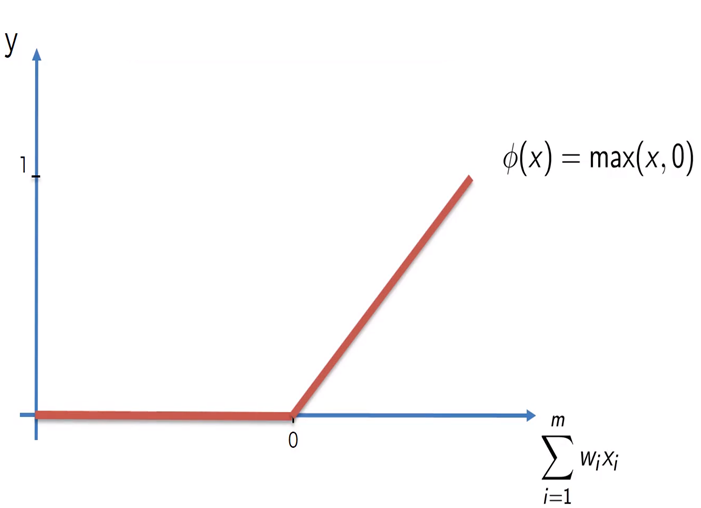 y
1
ϕ(x) = max(x, 0)
0
m
∑ wᵢxᵢ
i=1